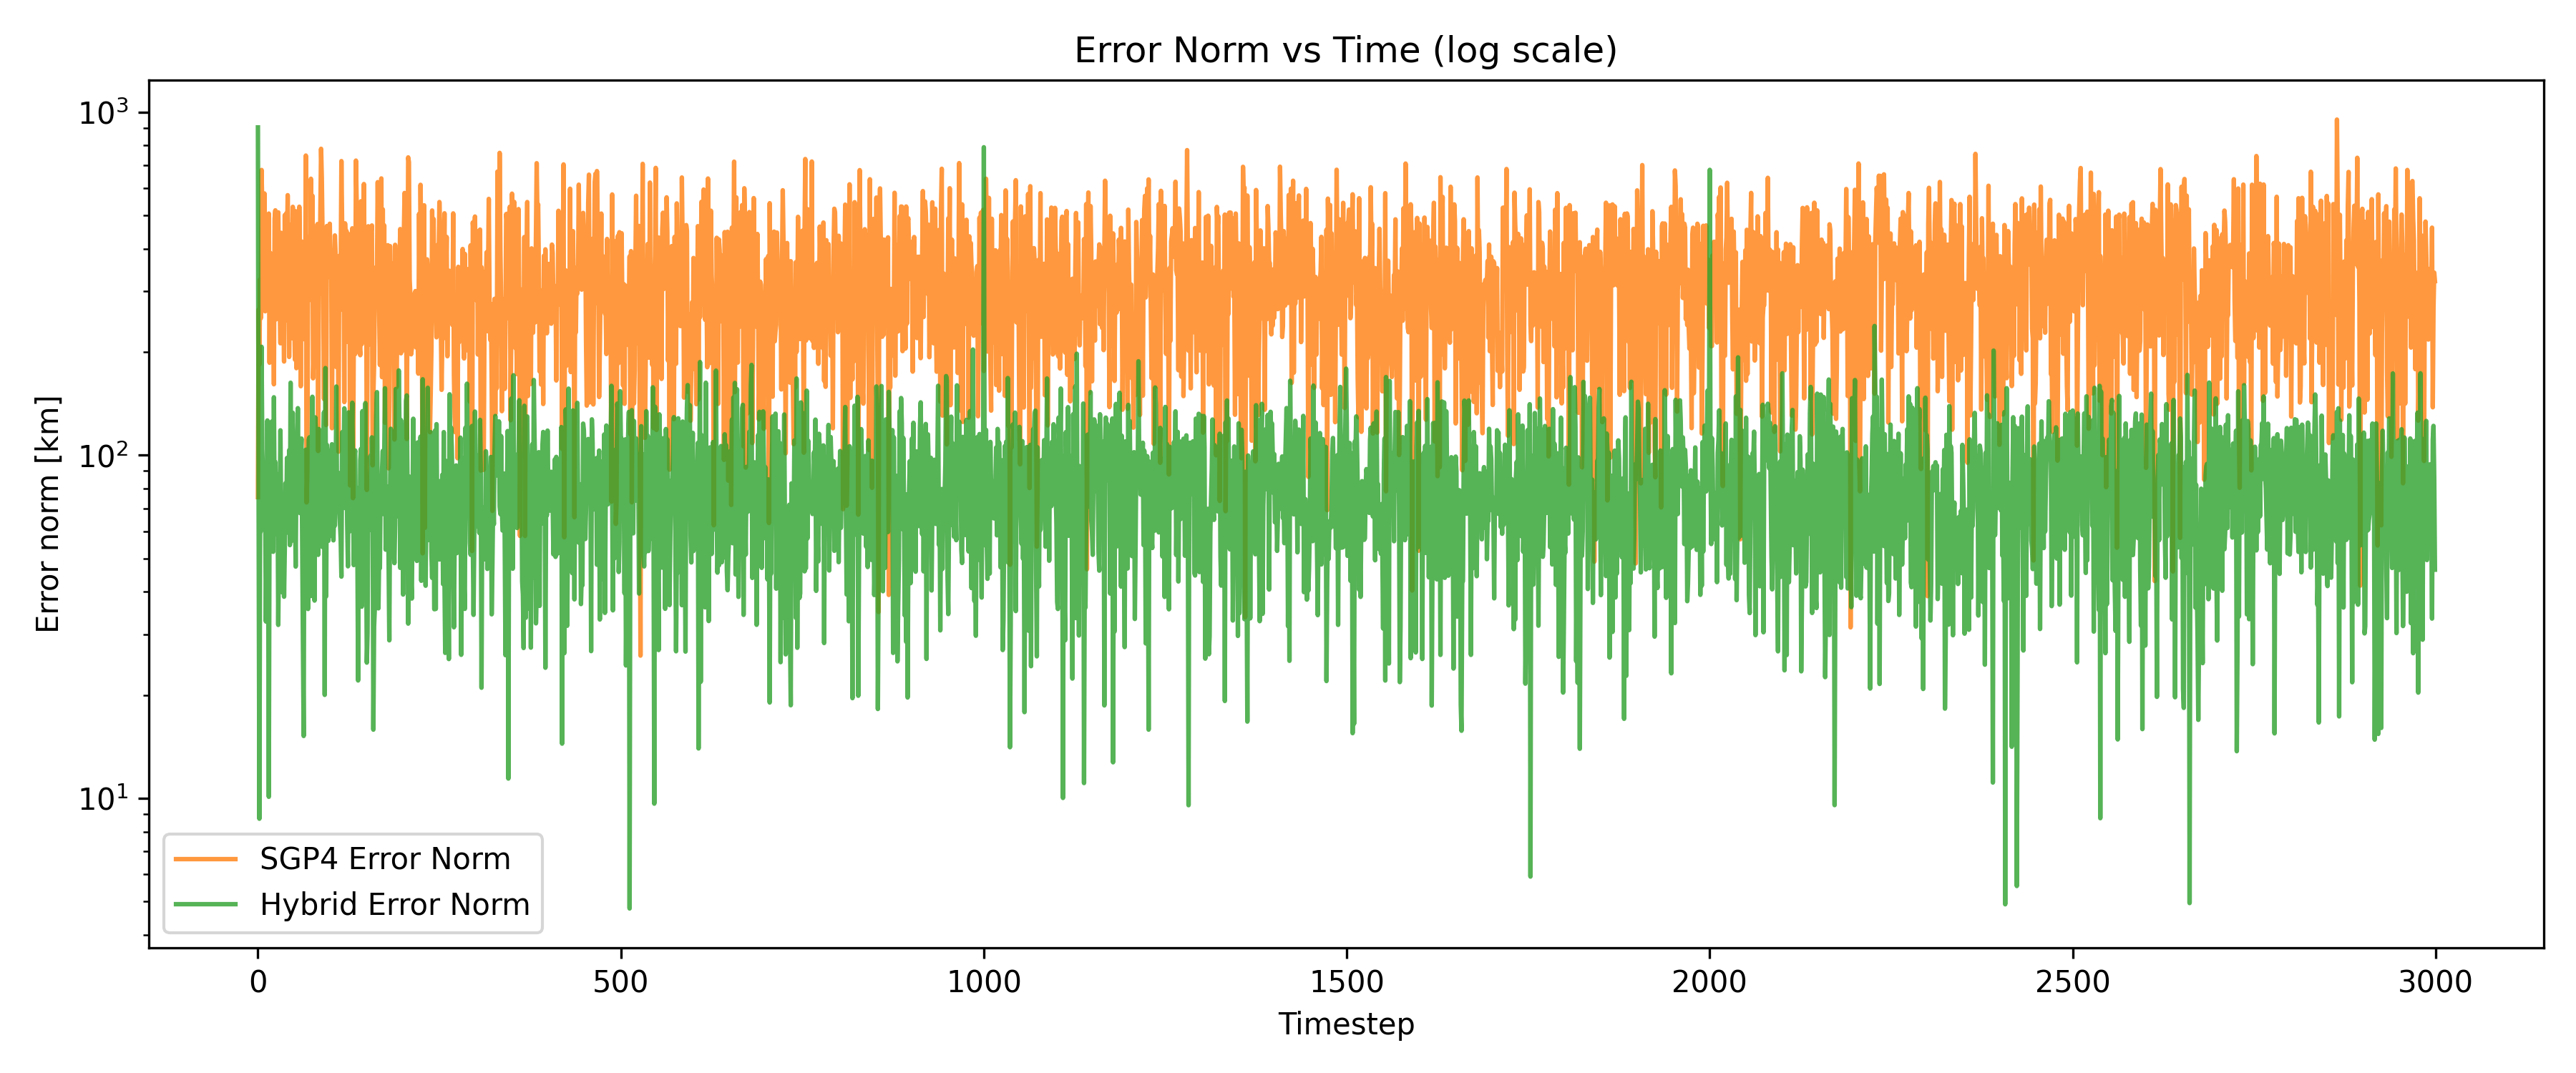 Error Norm vs Time (log scale)
Error norm [km]
10³
10²
10¹
SGP4 Error Norm
Hybrid Error Norm
0 500 1000 1500 2000 2500 3000
Timestep